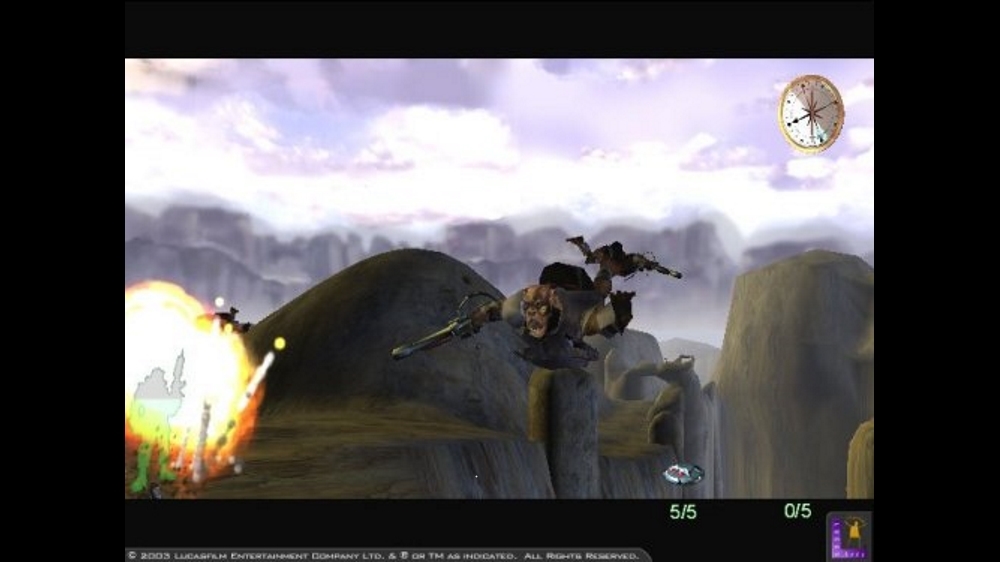 5/5 0/5
© 2003 Lucasfilm Entertainment Company Ltd. & ® or TM as indicated. All Rights Reserved.